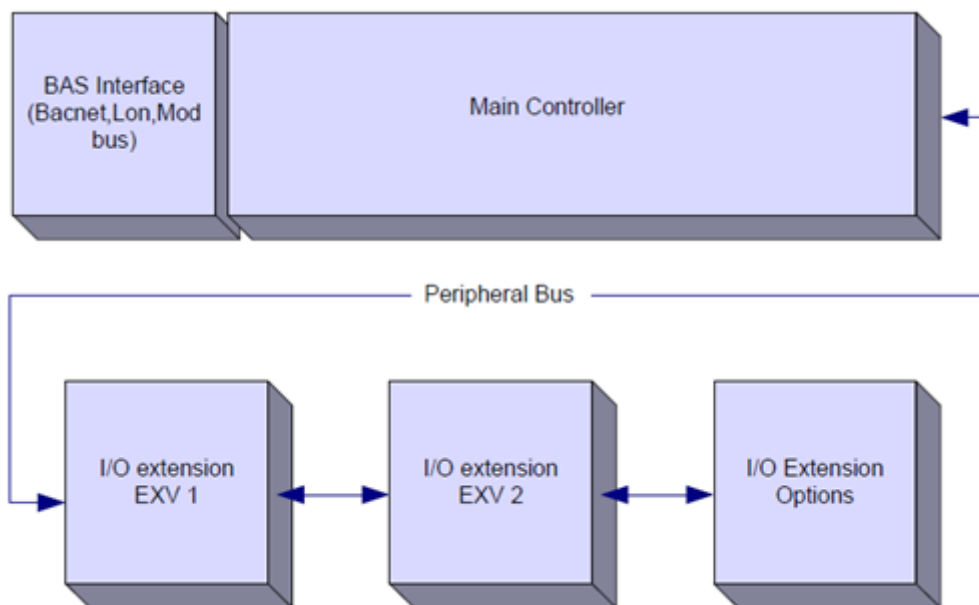 BAS Interface
(Bacnet,Lon,Mod
bus)
Main Controller
Peripheral Bus
I/O extension
EXV 1
I/O extension
EXV 2
I/O Extension
Options